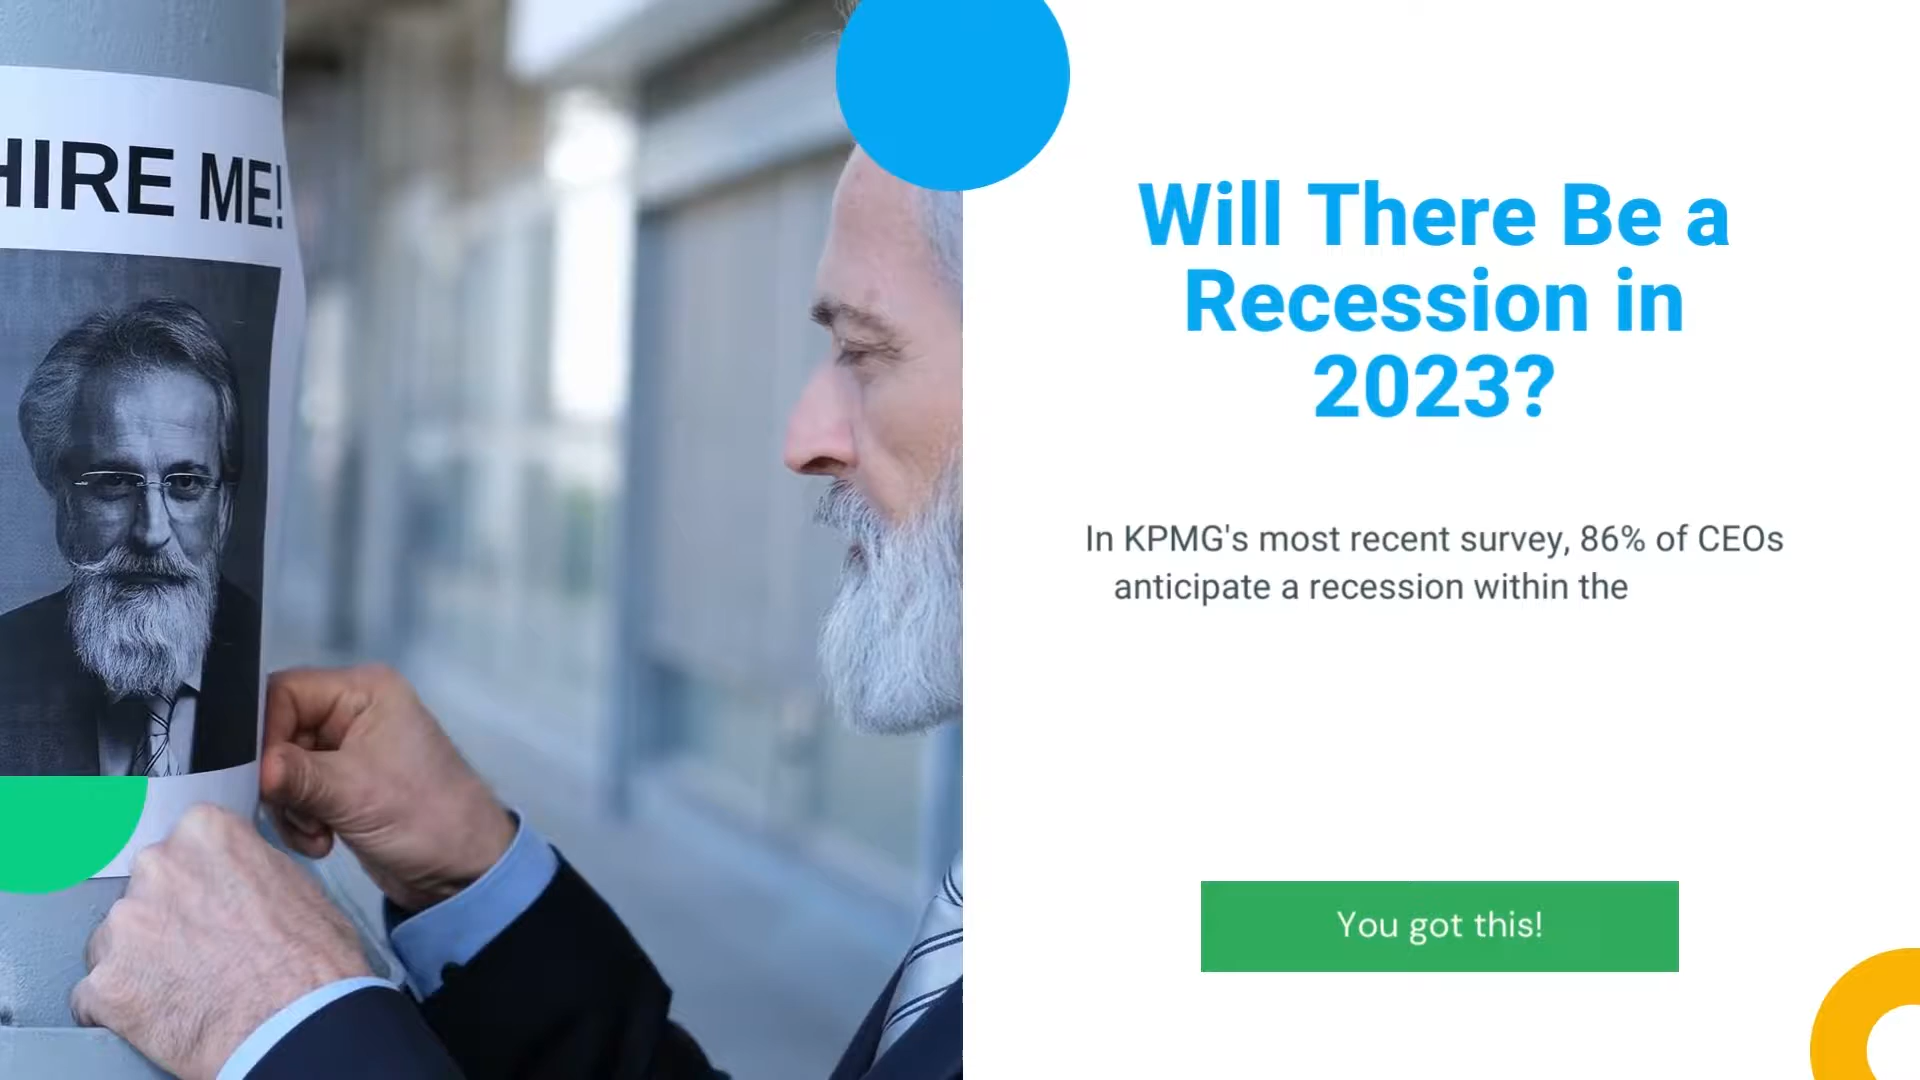 HIRE ME!
Will There Be a
Recession in
2023?
In KPMG's most recent survey, 86% of CEOs
anticipate a recession within the
You got this!